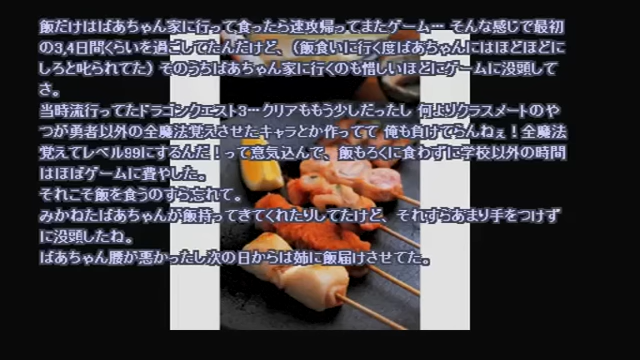 飯だけはばあちゃん家に行って食ったら速攻帰ってまたゲーム… そんな感じで最初
の3,4日間くらいを過ごしてたんだけど、（飯食いに行く度ばあちゃんにはほどほどに
しろと叱られてた）そのうちばあちゃん家に行くのも惜しいほどにゲームに没頭して
さ。
当時流行ってたドラゴンクエスト3…クリアももう少しだったし 何よりクラスメートのや
つが勇者以外の全魔法覚えさせたキャラとか作ってて 俺も負けてらんねぇ！全魔法
覚えてレベル99にするんだ！って意気込んで、飯もろくに食わずに学校以外の時間
はほぼゲームに費やした。
それこそ飯を食うのすら忘れて。
みかねたばあちゃんが飯持ってきてくれたりしてたけど、それすらあまり手をつけず
に没頭したね。
ばあちゃん腰が悪かったし次の日からは姉に飯届けさせてた。